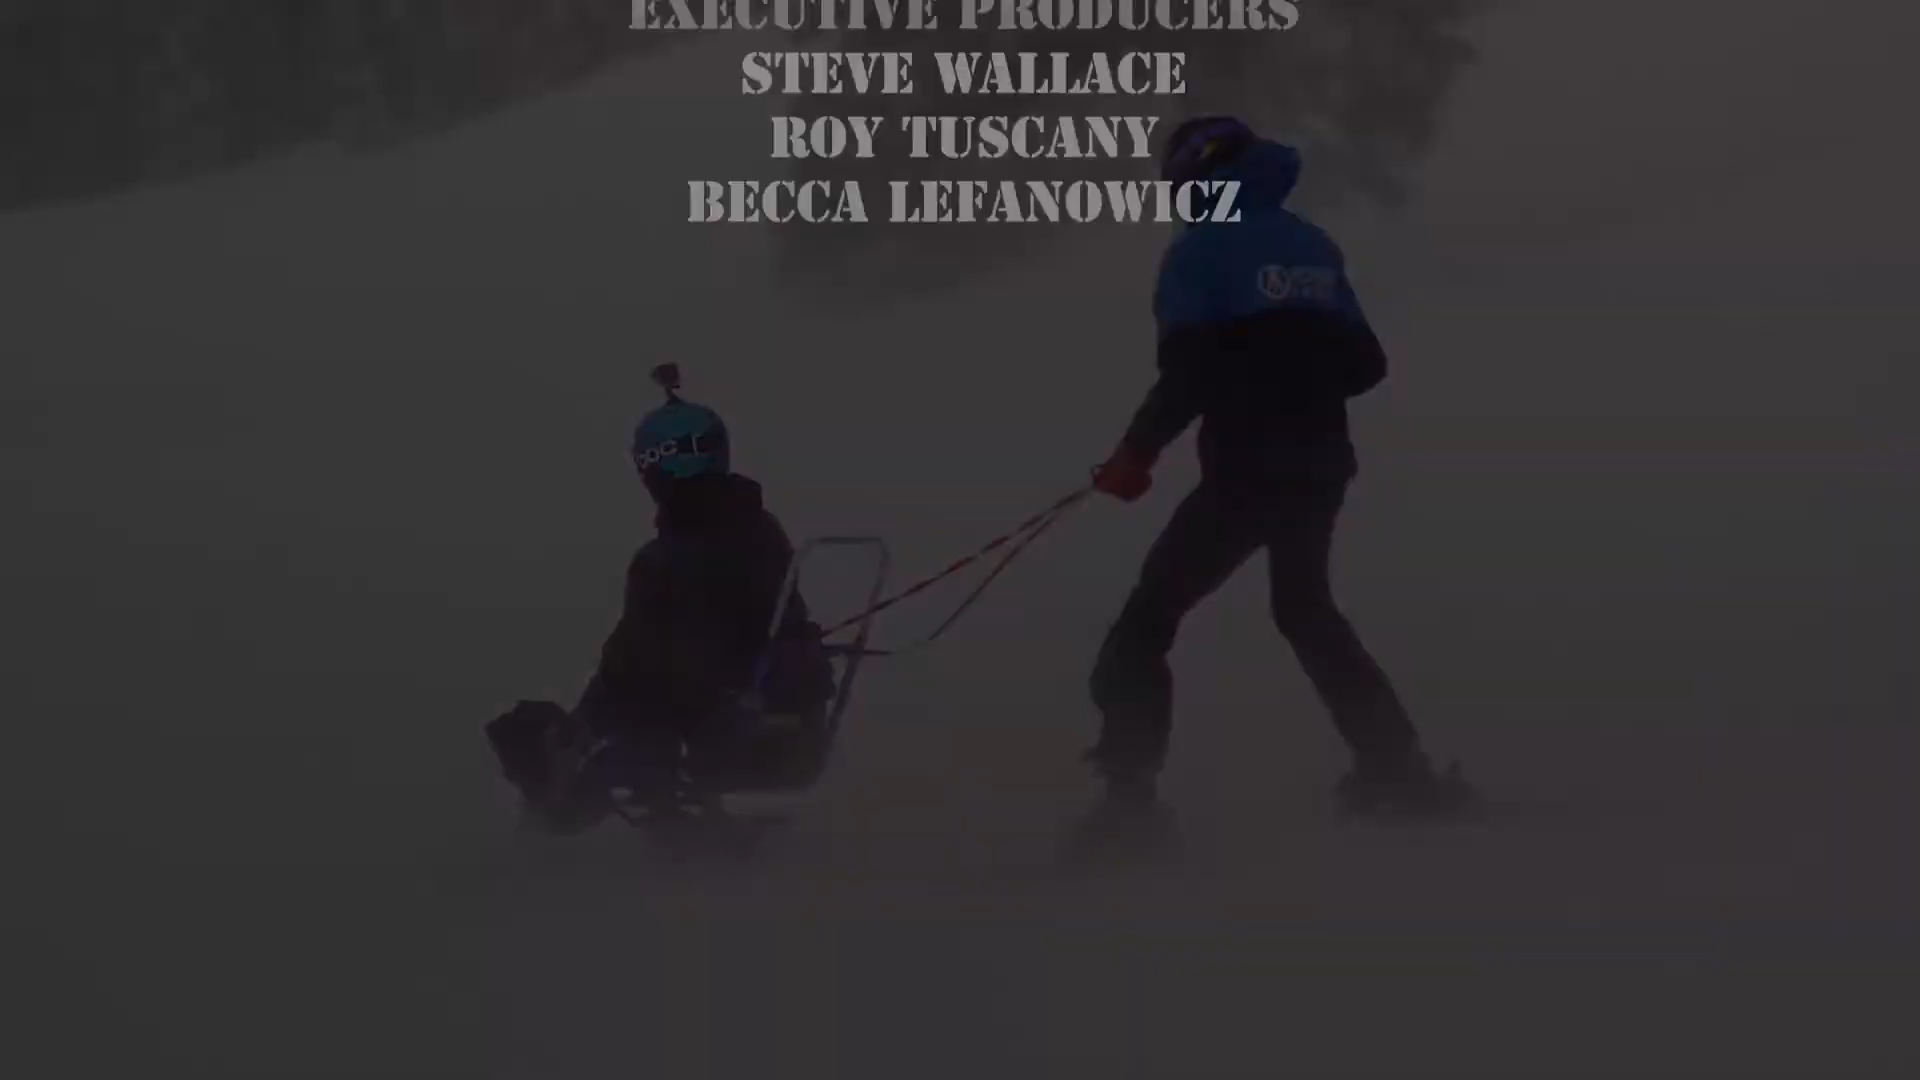 EXECUTIVE PRODUCERS
STEVE WALLACE
ROY TUSCANY
BECCA LEFANOWICZ